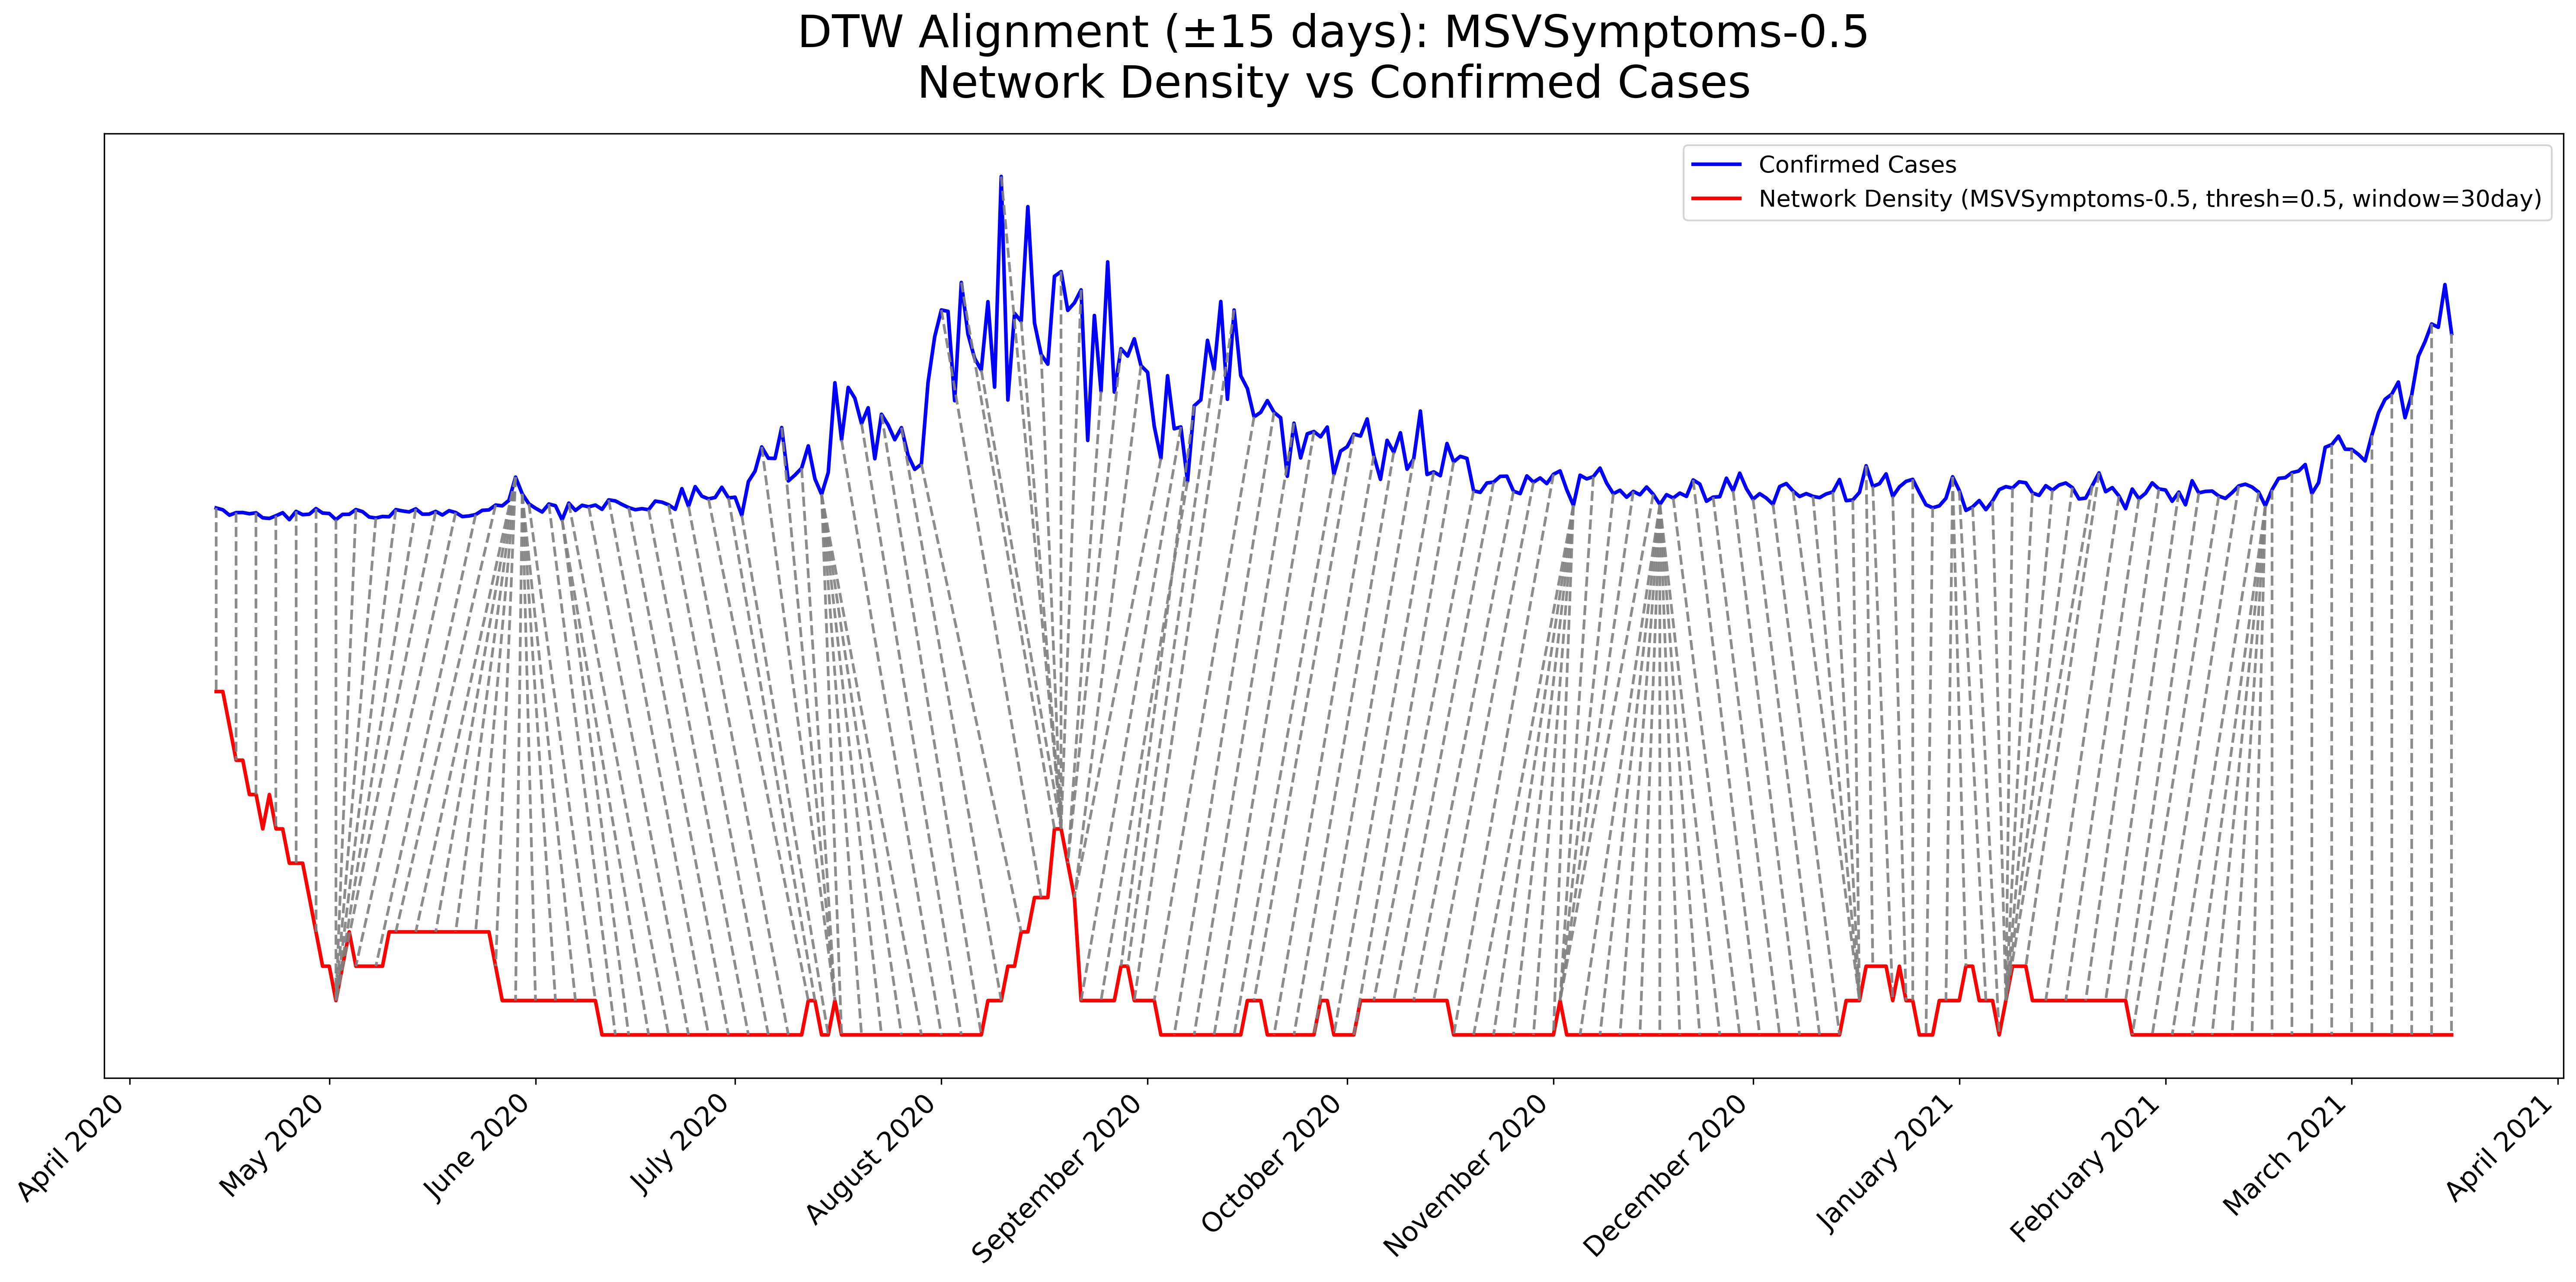 DTW Alignment (±15 days): MSVSymptoms-0.5
Network Density vs Confirmed Cases
Confirmed Cases
Network Density (MSVSymptoms-0.5, thresh=0.5, window=30day)
April 2020
May 2020
June 2020
July 2020
August 2020
September 2020
October 2020
November 2020
December 2020
January 2021
February 2021
March 2021
April 2021